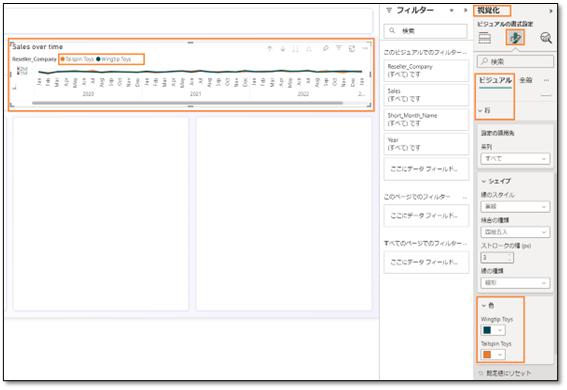 Sales over time
Reseller_Company
Tailspin Toys
Wingtip Toys
¥2M
¥1M
Jan Feb Mar Apr May Jun Jul Aug Sep Oct Nov Dec Jan Feb Mar Apr May Jun Jul Aug Sep Oct Nov Dec Jan Feb Mar Apr May Jun Jul Aug Sep Oct Nov Dec Jan
2020
2021
2022
2...
フィルター
検索
このビジュアルでのフィルター...
Reseller_Company
(すべて) です
Sales
(すべて) です
Short_Month_Name
(すべて) です
Year
(すべて) です
ここにデータ フィールド...
このページでのフィルター
ここにデータ フィールド...
すべてのページでのフィルター...
ここにデータ フィールド...
視覚化
ビジュアルの書式設定
検索
ビジュアル
全般
行
設定の適用先
系列
すべて
シェイプ
線のスタイル
実線
結合の種類
四捨五入
ストロークの幅 (px)
3
線の種類
線形
色
Wingtip Toys
Tailspin Toys
既定値にリセット